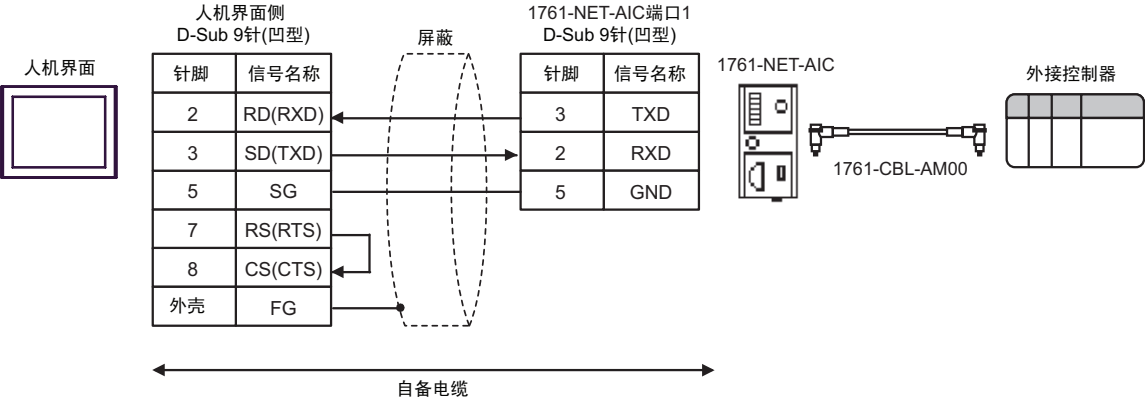 人机界面侧
D-Sub 9针(凹型)
1761-NET-AIC端口1
D-Sub 9针(凹型)
屏蔽
人机界面
针脚 信号名称
2 RD(RXD)
3 SD(TXD)
5 SG
7 RS(RTS)
8 CS(CTS)
外壳 FG
针脚 信号名称
3 TXD
2 RXD
5 GND
1761-NET-AIC
1761-CBL-AM00
外接控制器
自备电缆